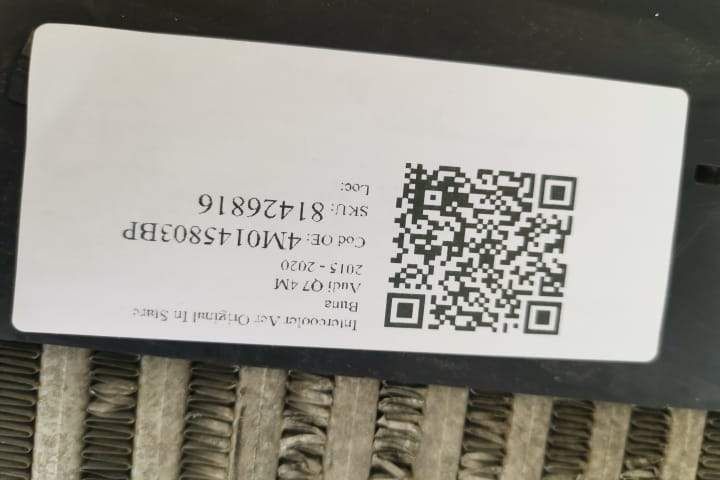 Intercooler Aer Original In Stare
Buna
Audi Q7 4M
2015 - 2020
Cod OE: 4M0145803BP
SKU: 81426816
Loc: